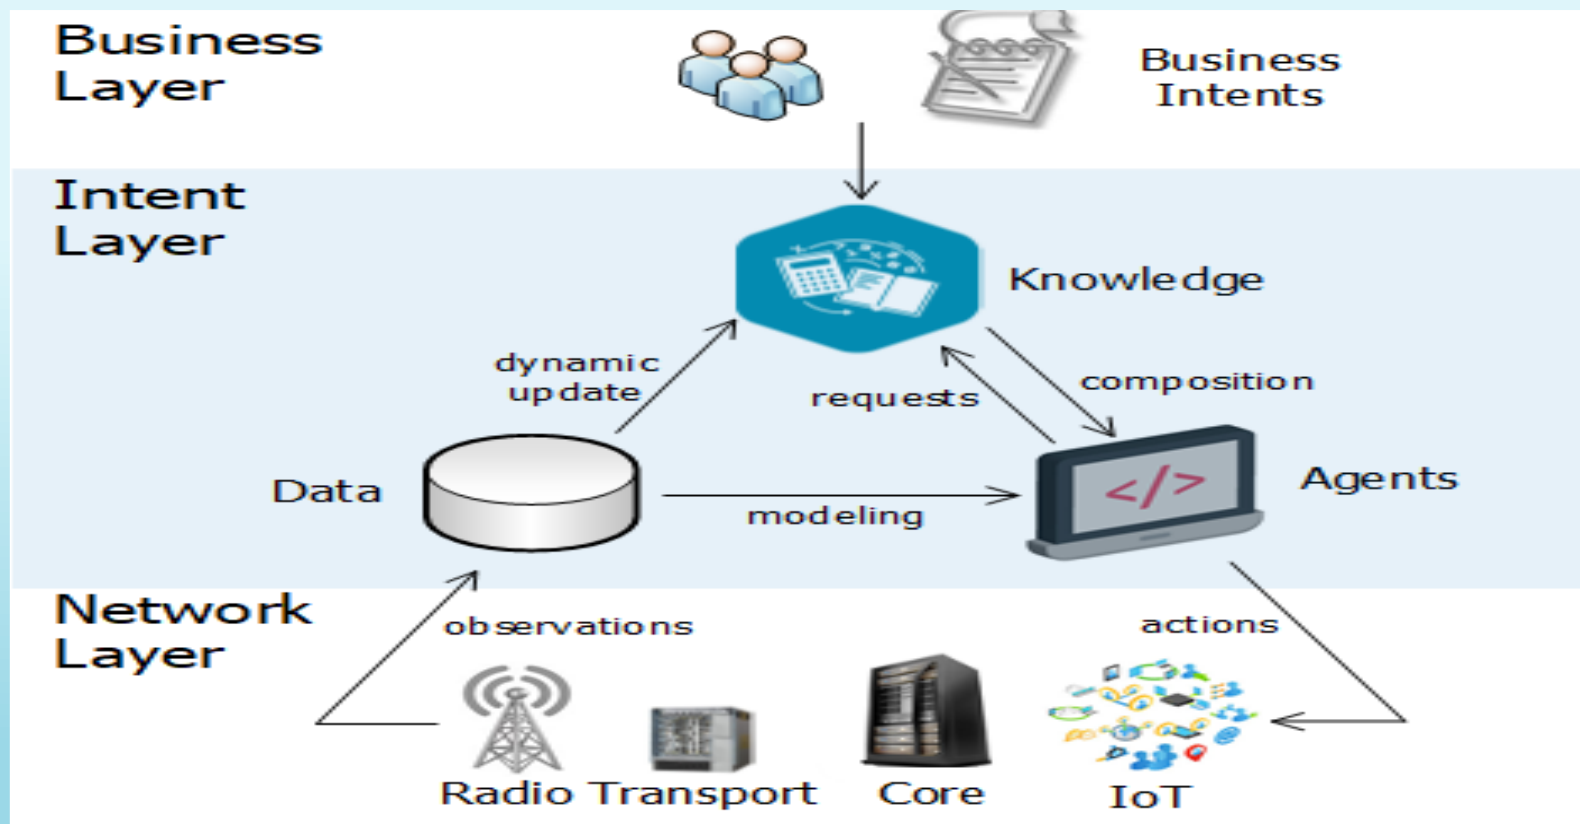 Business
Layer
Business
Intents
Intent
Layer
Knowledge
dynamic
update
requests
composition
Data
modeling
</>
Agents
Network
Layer
observations
actions
Radio
Transport
Core
IoT